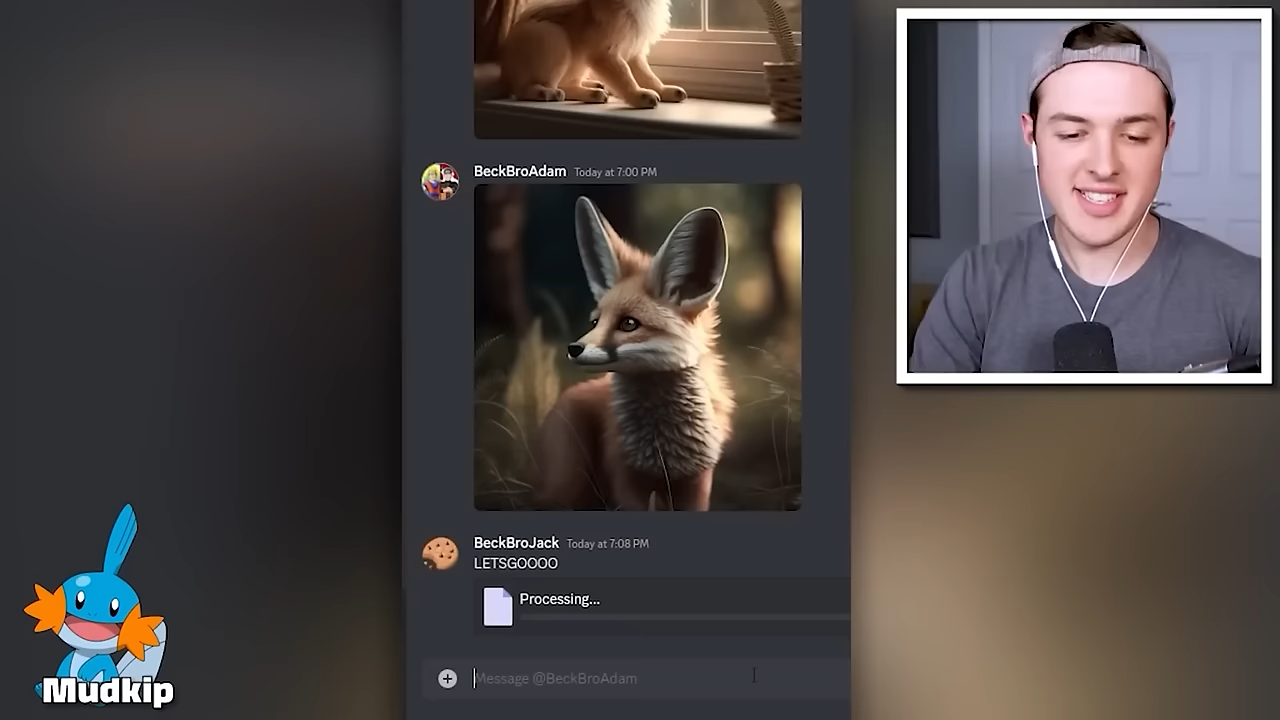 BeckBroAdam Today at 7:00 PM
BeckBroJack Today at 7:08 PM
LETSGOOOO
Processing...
Message @BeckBroAdam
Mudkip